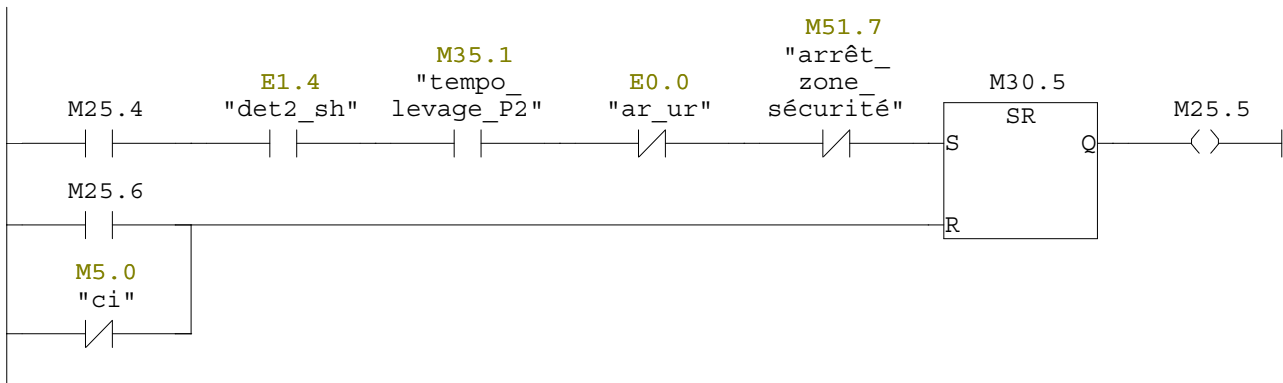 M51.7
M35.1 "arrêt_
E1.4 "tempo_ zone_ M30.5
E0.0
M25.4 "det2_sh" levage_P2" "ar_ur" sécurité" SR M25.5
S Q
M25.6
R
M5.0
"ci"